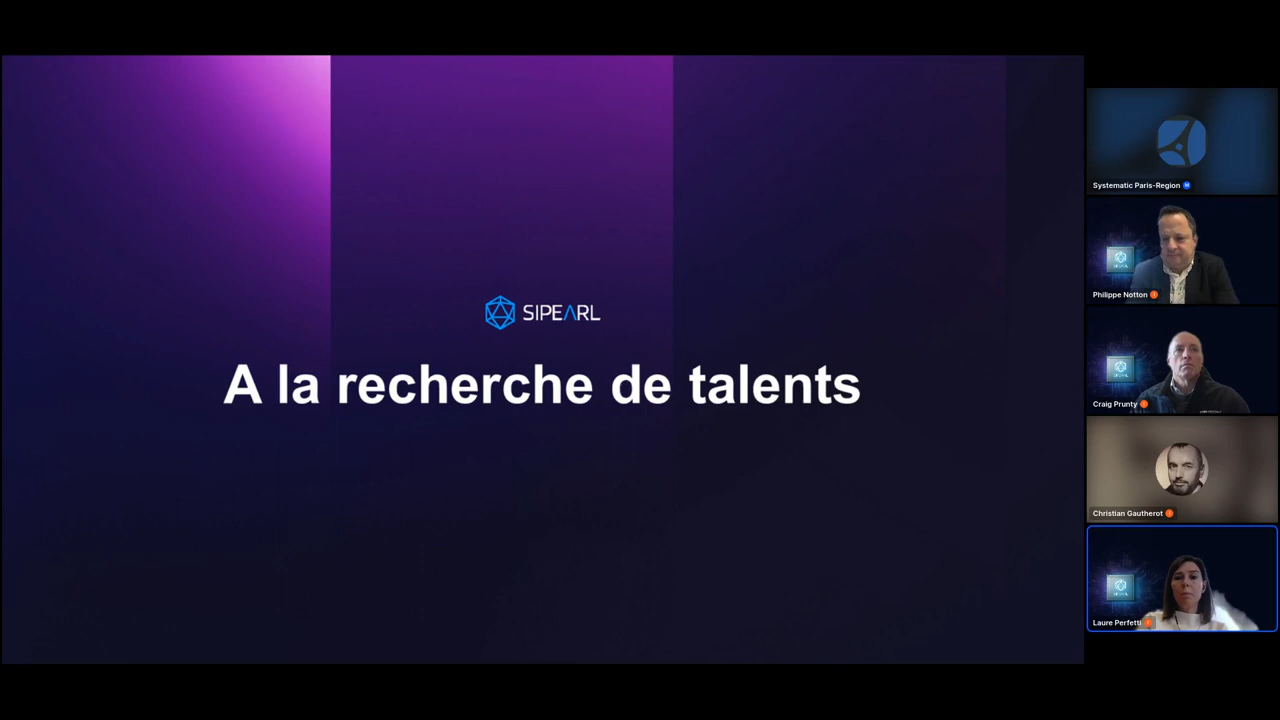 SIPEARL
A la recherche de talents
Systematic Paris-Region
Philippe Notton
Craig Prunty
Christian Gautherot
Laure Perfetti